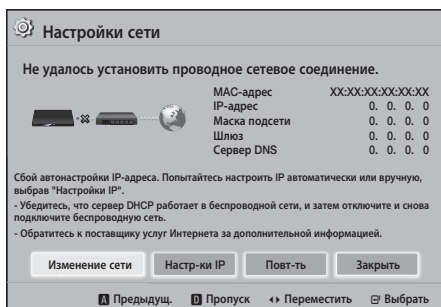 Настройки сети
Не удалось установить проводное сетевое соединение.
MAC-адрес XX:XX:XX:XX:XX:XX
IP-адрес 0. 0. 0. 0
Маска подсети 0. 0. 0. 0
Шлюз 0. 0. 0. 0
Сервер DNS 0. 0. 0. 0
Сбой автонастройки IP-адреса. Попытайтесь настроить IP автоматически или вручную,
выбрав "Настройки IP".
- Убедитесь, что сервер DHCP работает в беспроводной сети, и затем отключите и снова
подключите беспроводную сеть.
- Обратитесь к поставщику услуг Интернета за дополнительной информацией.
Изменение сети Настр-ки IP Повт-ть Закрыть
A Предыдущ. D Пропуск Переместить Выбрать